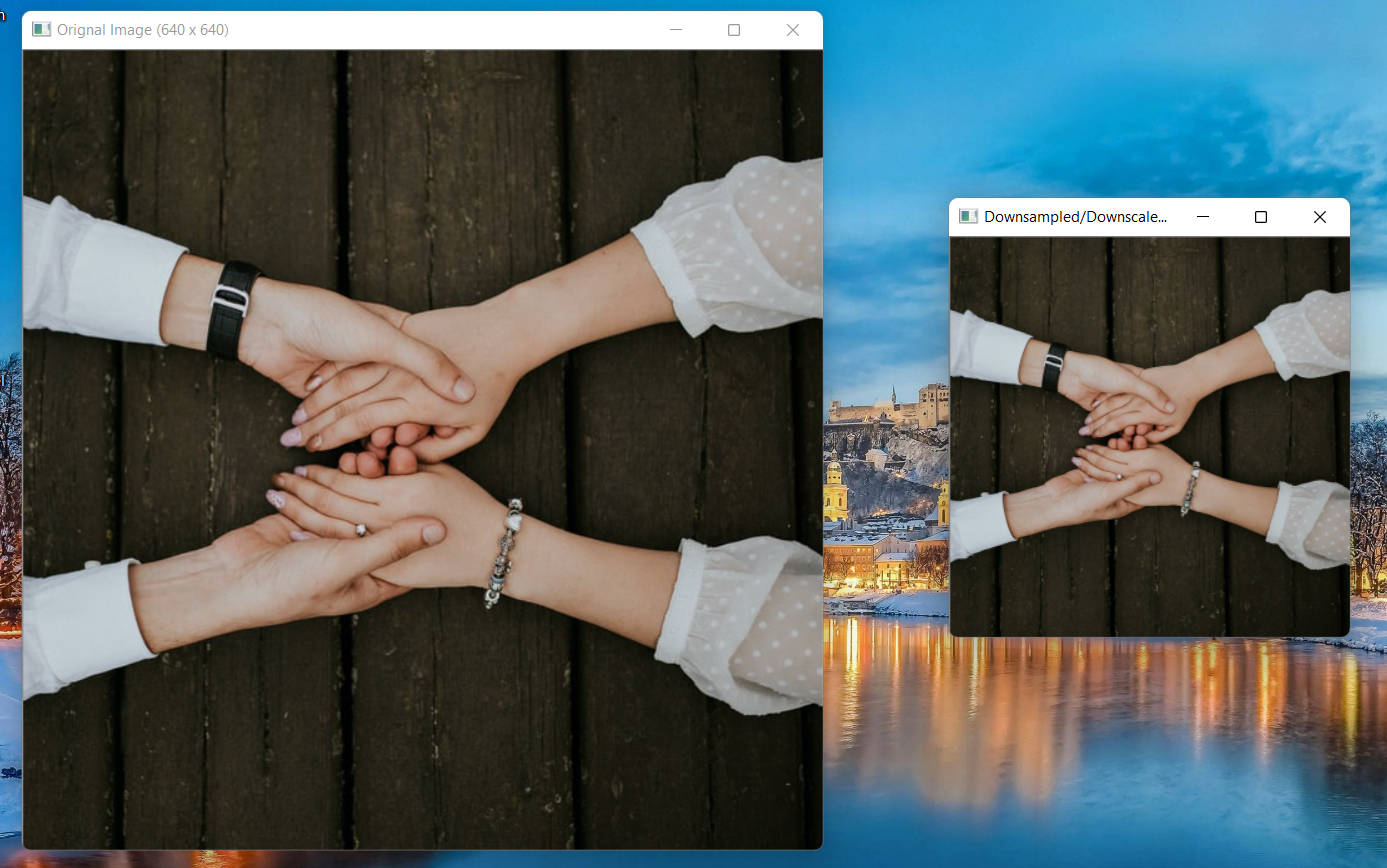 Orignal Image (640 x 640)
Downsampled/Downscale...